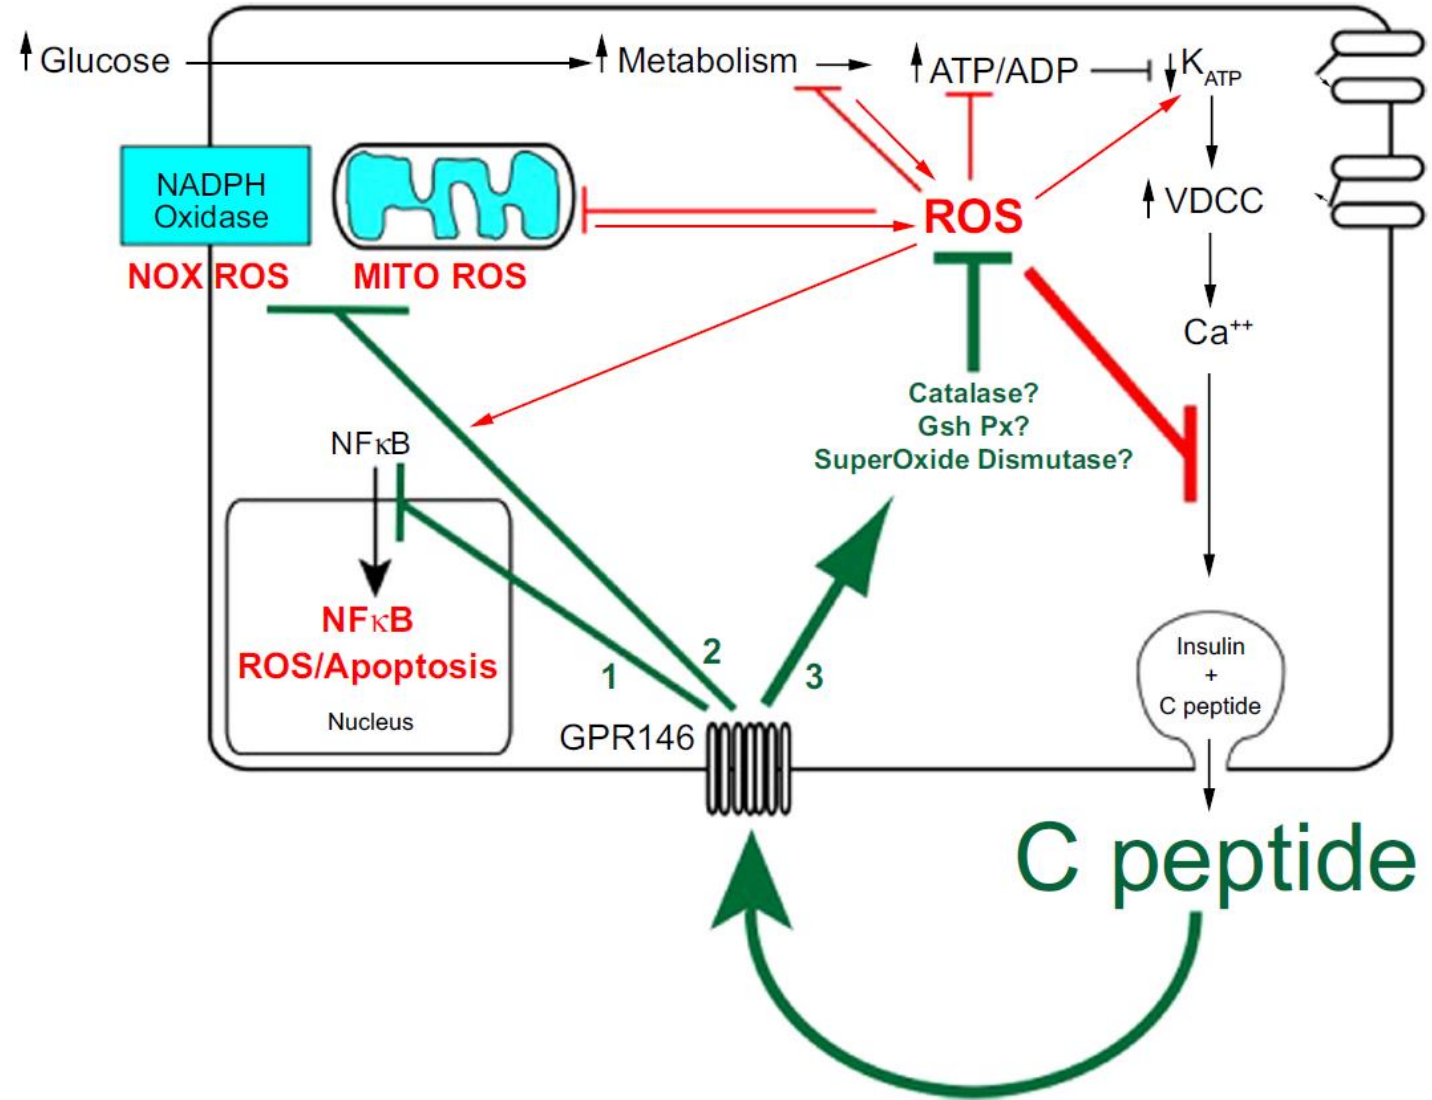 Glucose
Metabolism
ATP/ADP
KATP
NADPH
Oxidase
NOX ROS
MITO ROS
ROS
VDCC
Ca++
Catalase?
Gsh Px?
SuperOxide Dismutase?
NFκB
NFκB
ROS/Apoptosis
Nucleus
1
2
3
GPR146
Insulin
+
C peptide
C peptide